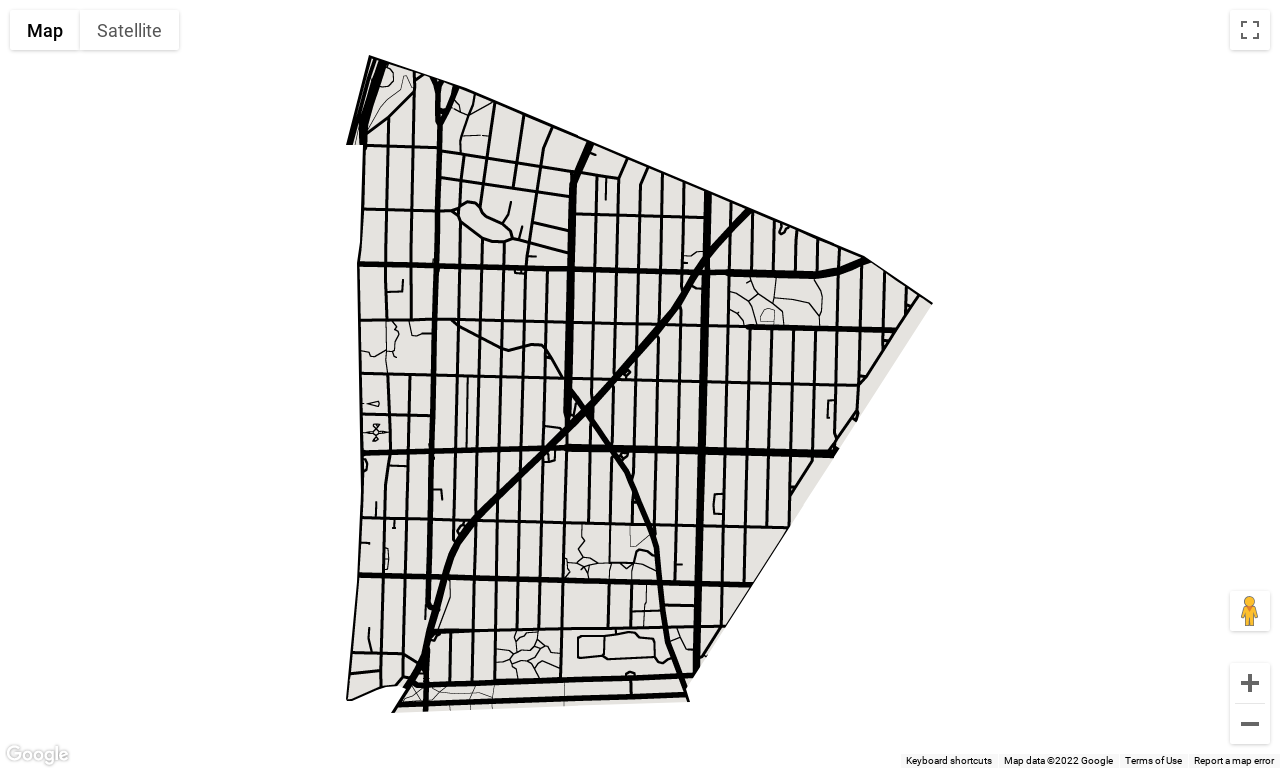 Map Satellite
Google
Keyboard shortcuts Map data ©2022 Google Terms of Use Report a map error